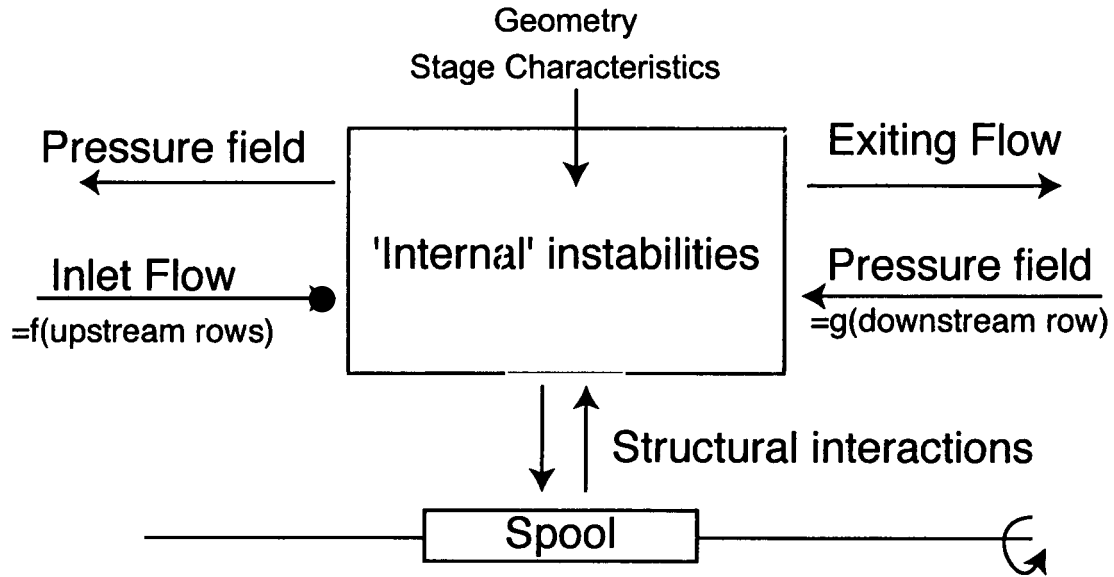 Geometry
Stage Characteristics
Pressure field
Exiting Flow
'Internal' instabilities
Inlet Flow
=f(upstream rows)
Pressure field
=g(downstream row)
Structural interactions
Spool